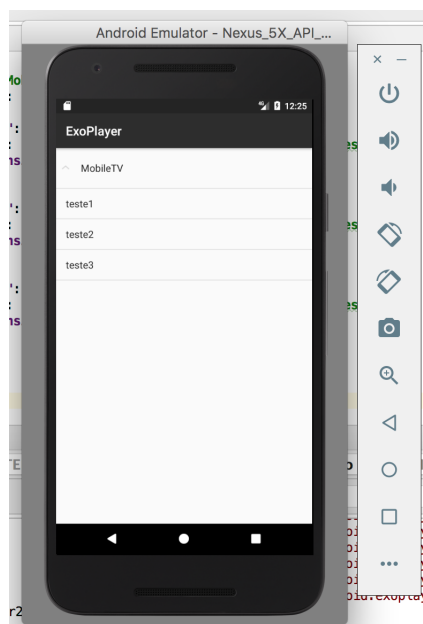 Android Emulator - Nexus_5X_API_...
12:25
ExoPlayer
MobileTV
teste1
teste2
teste3